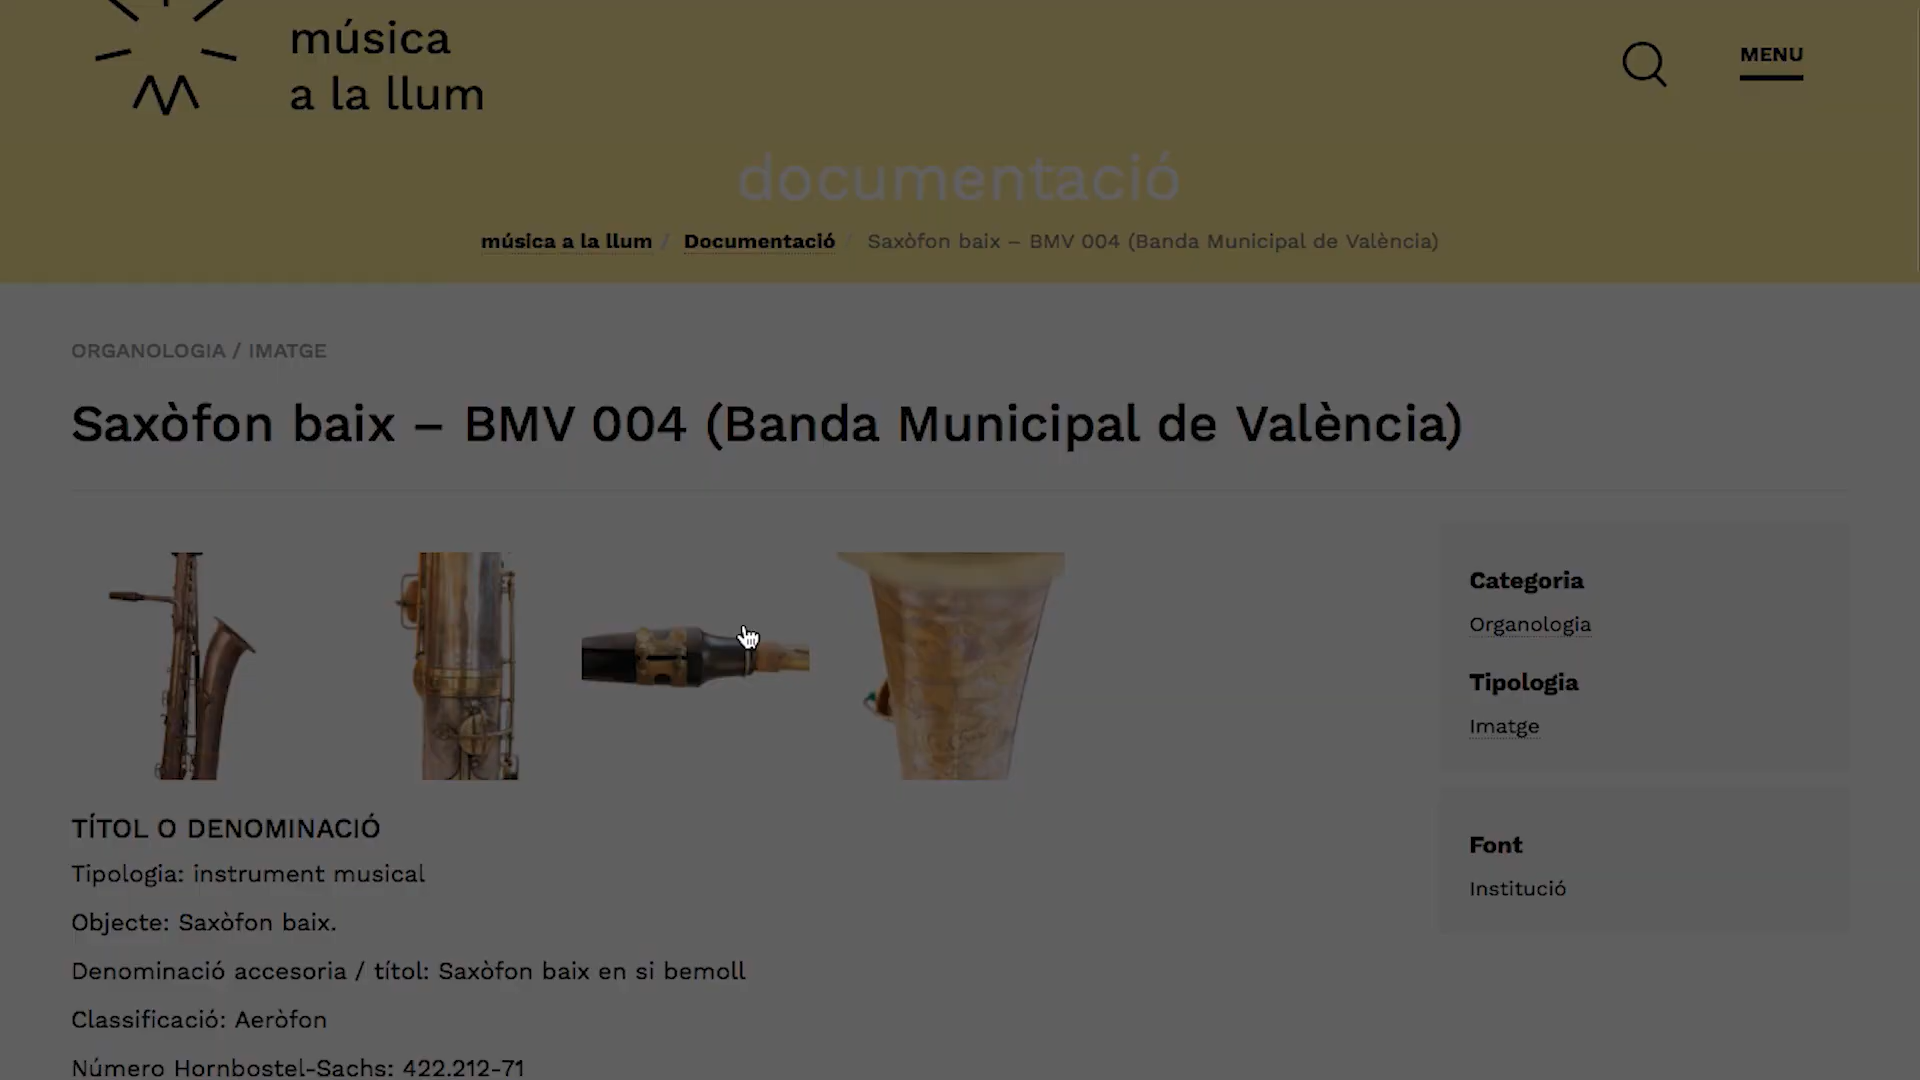 música
a la llum
MENU
documentació
música a la llum / Documentació / Saxòfon baix – BMV 004 (Banda Municipal de València)
ORGANOLOGIA / IMATGE
Saxòfon baix – BMV 004 (Banda Municipal de València)
Categoria
Organologia
Tipologia
Imatge
Font
Institució
TÍTOL O DENOMINACIÓ
Tipologia: instrument musical
Objecte: Saxòfon baix.
Denominació accesoria / títol: Saxòfon baix en si bemoll
Classificació: Aeròfon
Número Hornbostel-Sachs: 422.212-71